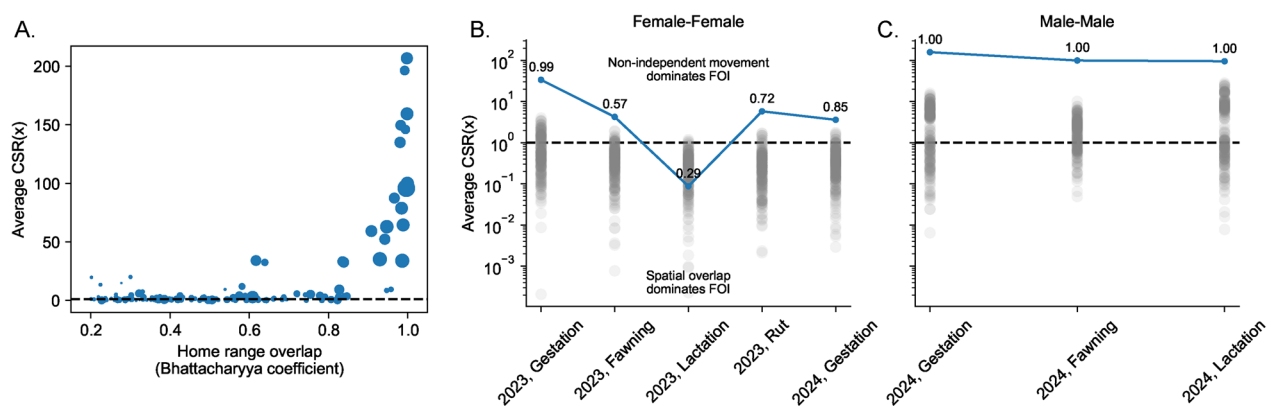 A.
Average CSR(x)
200
150
100
50
0
0.2 0.4 0.6 0.8 1.0
Home range overlap
(Bhattacharyya coefficient)
B.
Female-Female
Average CSR(x)
10²
10¹
10⁰
10⁻¹
10⁻²
10⁻³
0.99
0.57
0.29
0.72
0.85
Non-independent movement
dominates FOI
Spatial overlap
dominates FOI
2023, Gestation
2023, Fawning
2023, Lactation
2023, Rut
2024, Gestation
C.
Male-Male
1.00
1.00
1.00
2024, Gestation
2024, Fawning
2024, Lactation